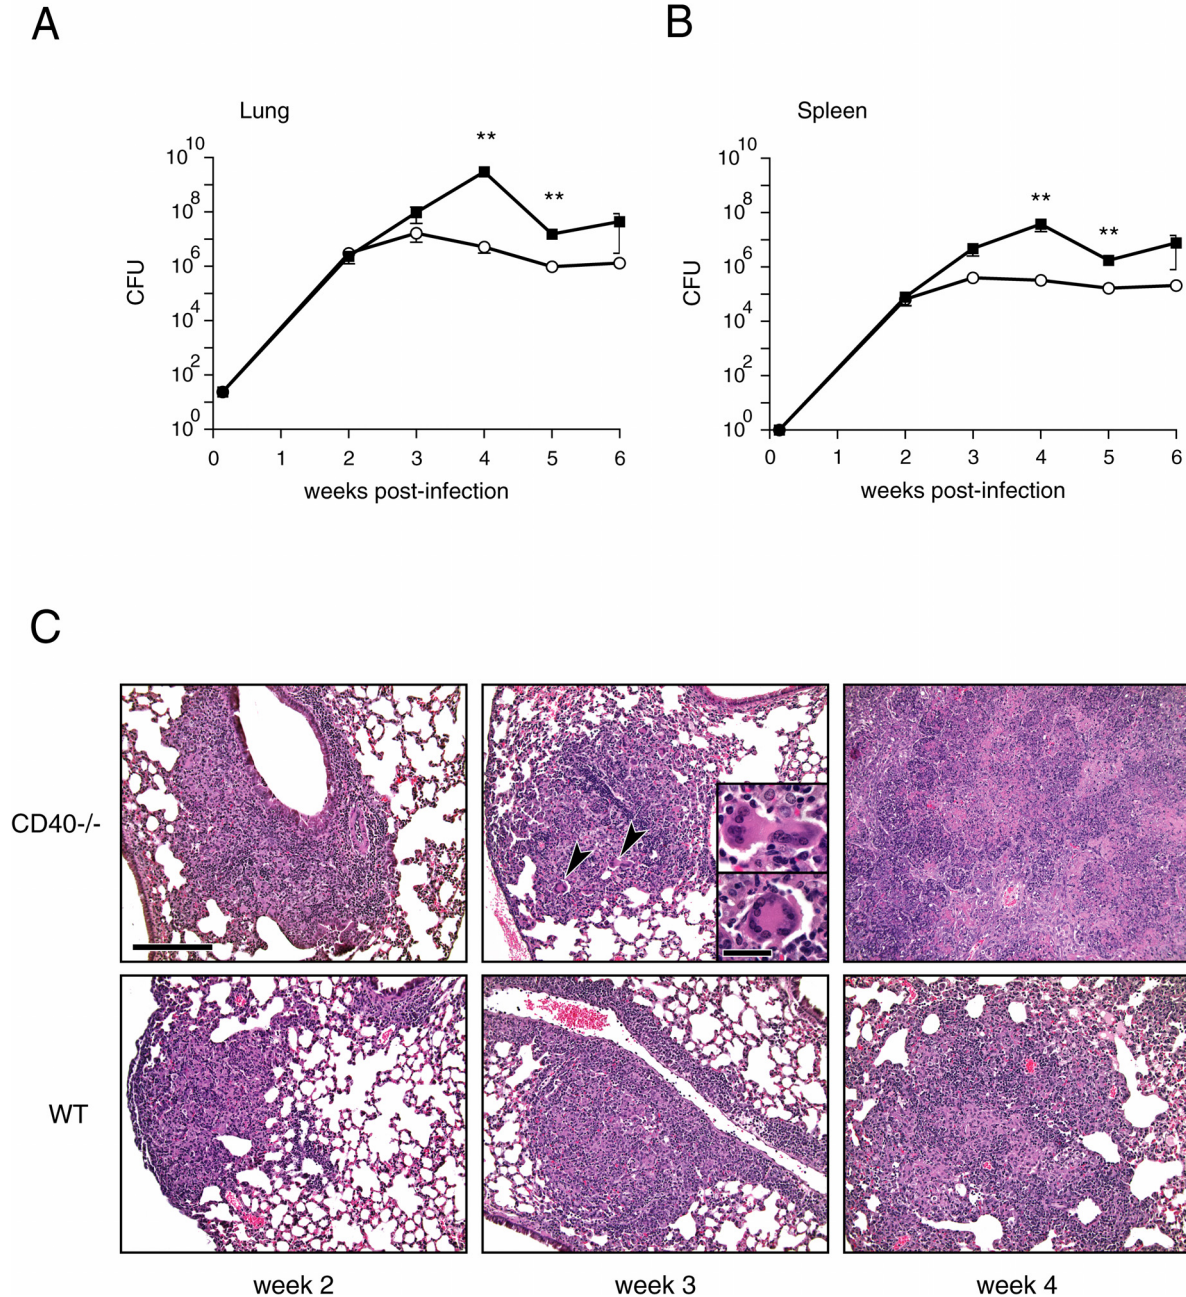 A
B
Lung
Spleen
**
**
**
**
10^10
10^8
10^6
10^4
10^2
10^0
CFU
0 1 2 3 4 5 6
weeks post-infection
10^10
10^8
10^6
10^4
10^2
10^0
CFU
0 1 2 3 4 5 6
weeks post-infection
C
CD40-/-
WT
week 2
week 3
week 4